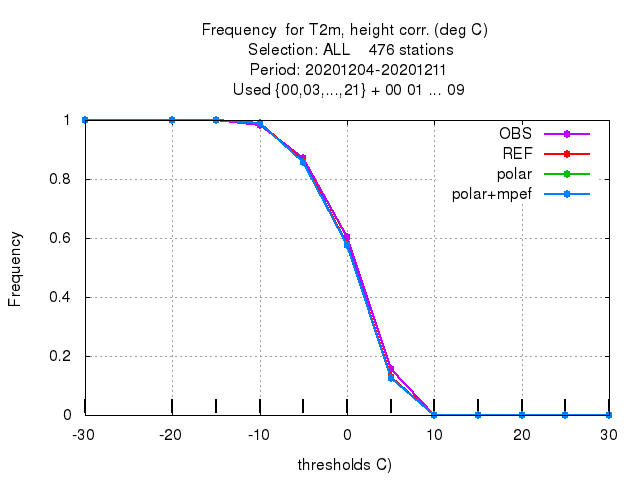 Frequency  for T2m, height corr. (deg C)
Selection: ALL    476 stations
Period: 20201204-20201211
Used {00,03,...,21} + 00 01 ... 09
OBS
REF
polar
polar+mpef
1
0.8
0.6
0.4
0.2
0
Frequency
-30 -20 -10 0 10 20 30
thresholds C)